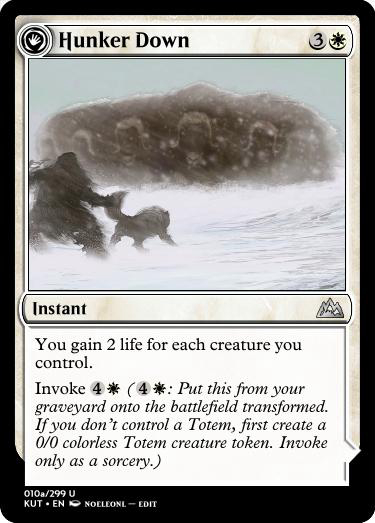 Hunker Down 3
Instant
You gain 2 life for each creature you
control.
Invoke 4 ( 4 : Put this from your
graveyard onto the battlefield transformed.
If you don't control a Totem, first create a
0/0 colorless Totem creature token. Invoke
only as a sorcery.)
010a/299 U
KUT • EN NOELEONL — EDIT